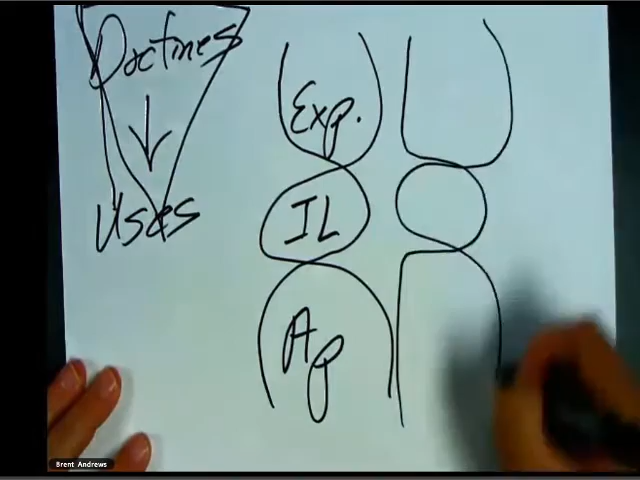 Doctrines
Uses
Exp.
IL
Ap
Brent Andrews